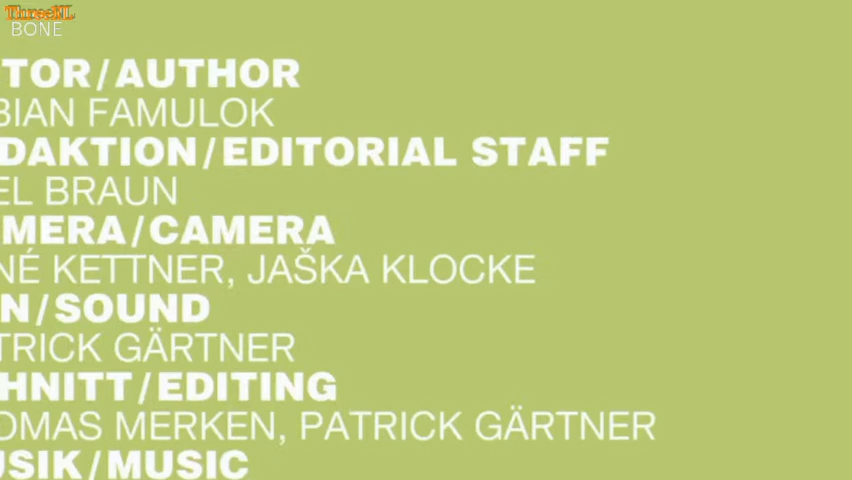 ThreeNL
BONE
TOR/AUTHOR
BIAN FAMULOK
DAKTION/EDITORIAL STAFF
EL BRAUN
MERA/CAMERA
NÉ KETTNER, JAŠKA KLOCKE
N/SOUND
TRICK GÄRTNER
HNITT/EDITING
OMAS MERKEN, PATRICK GÄRTNER
USIK/MUSIC